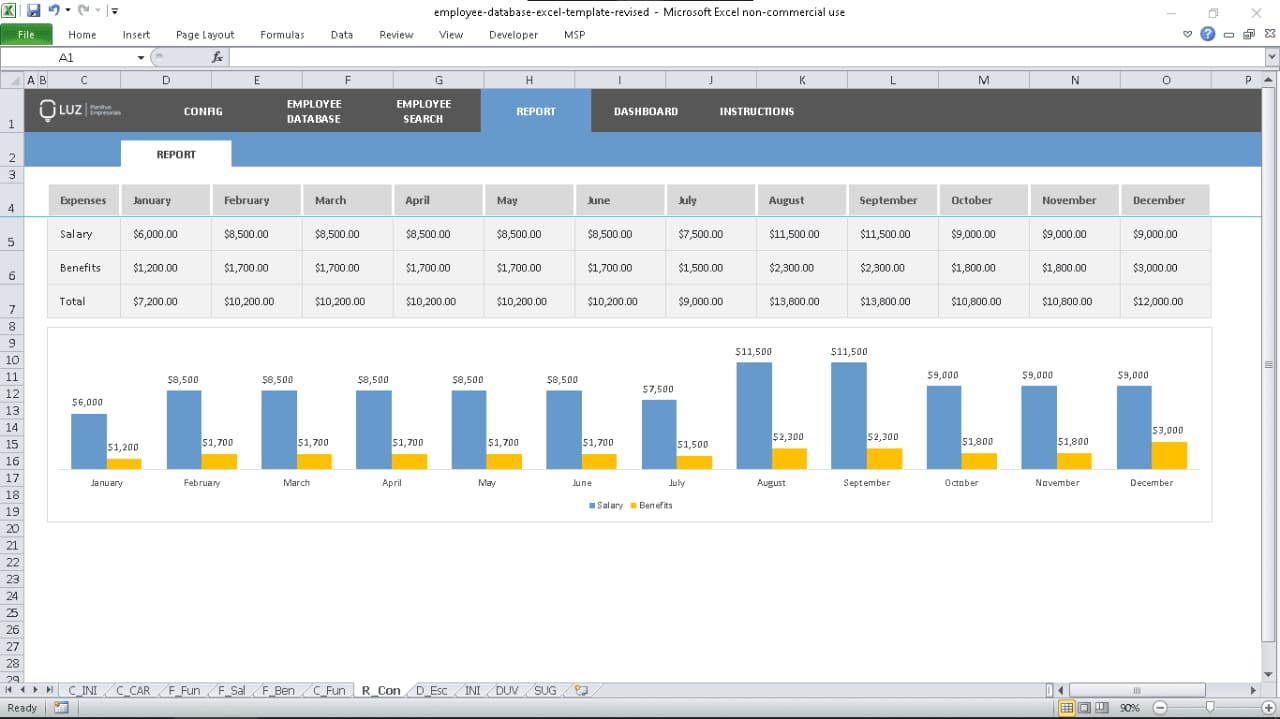 employee-database-excel-template-revised - Microsoft Excel non-commercial use
File Home Insert Page Layout Formulas Data Review View Developer MSP
A1 fx
A B C D E F G H I J K L M N O P
1 LUZ Planilhas Empresariais CONFIG EMPLOYEE DATABASE EMPLOYEE SEARCH REPORT DASHBOARD INSTRUCTIONS
2 REPORT
3
4 Expenses January February March April May June July August September October November December
5 Salary $6,000.00 $8,500.00 $8,500.00 $8,500.00 $8,500.00 $8,500.00 $7,500.00 $11,500.00 $11,500.00 $9,000.00 $9,000.00 $9,000.00
6 Benefits $1,200.00 $1,700.00 $1,700.00 $1,700.00 $1,700.00 $1,700.00 $1,500.00 $2,300.00 $2,300.00 $1,800.00 $1,800.00 $3,000.00
7 Total $7,200.00 $10,200.00 $10,200.00 $10,200.00 $10,200.00 $10,200.00 $9,000.00 $13,800.00 $13,800.00 $10,800.00 $10,800.00 $12,000.00
8
9
10
11
12
13
14
15
16
17
18
19
20
21
22
23
24
25
26
27
28
29
$6,000 $8,500 $8,500 $8,500 $8,500 $8,500 $7,500 $11,500 $11,500 $9,000 $9,000 $9,000
$1,200 $1,700 $1,700 $1,700 $1,700 $1,700 $1,500 $2,300 $2,300 $1,800 $1,800 $3,000
January February March April May June July August September October November December
Salary Benefits
C_INI C_CAR F_Fun F_Sal F_Ben C_Fun R_Con D_Esc INI DUV SUG
Ready 90%